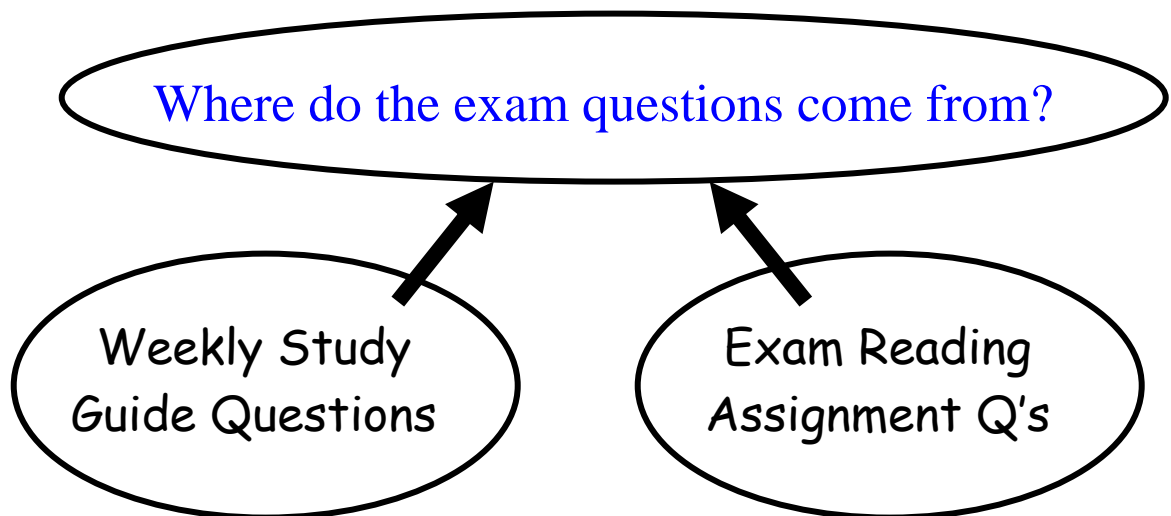 Where do the exam questions come from?
Weekly Study
Guide Questions
Exam Reading
Assignment Q's